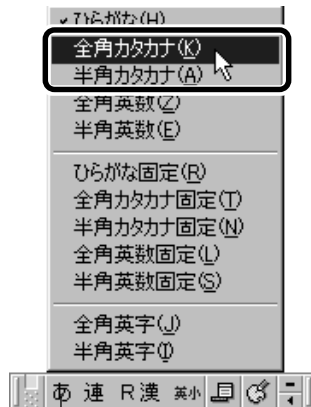 ひらがな(H)
全角カタカナ(K)
半角カタカナ(A)
全角英数(Z)
半角英数(E)
ひらがな固定(R)
全角カタカナ固定(T)
半角カタカナ固定(N)
全角英数固定(L)
半角英数固定(S)
全角英字(J)
半角英字(I)
あ 連 R漢 英小